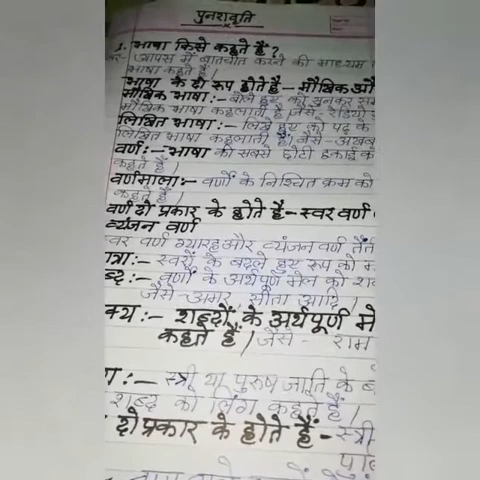 पुनरावृति
1. भाषा किसे कहते हैं ?
आपस में बातचीत करने की माध्यम
भाषा कहते हैं।
भाषा के दो रूप होते है - मौखिक औ
मौखिक भाषा :- बोले हुए को सुनकर सम
मौखिक भाषा कहलाती है जैसे- रेडियो
लिखित भाषा :- लिखे हुए को पढ़ क
लिखित भाषा कहलाती है। जैसे - अखब
वर्ण :- भाषा की सबसे छोटी इकाई क
कहते हैं।
वर्णमाला :- वर्णों के निश्चित क्रम को
कहते हैं।
वर्ण दो प्रकार के होते है - स्वर वर्ण
व्यंजन वर्ण
स्वर वर्ण ग्यारह और व्यंजन वर्ण तैंत
त्रा :- स्वरों के बदले हुए रूप को म
ब्द :- वर्णों के अर्थपूर्ण मेल को शब
जैसे अमर, सीता आदि।
क्य :- शब्दों के अर्थपूर्ण मे
कहते हैं। जैसे - राम
ग :- स्त्री या पुरुष जाति के ब
शब्द को लिंग कहते हैं।
दो प्रकार के होते हैं - स्त्री